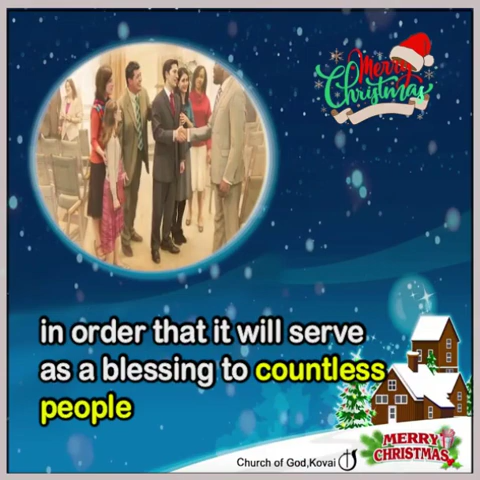 Merry
Christmas
in order that it will serve
as a blessing to countless
people
MERRY
CHRISTMAS
Church of God,Kovai